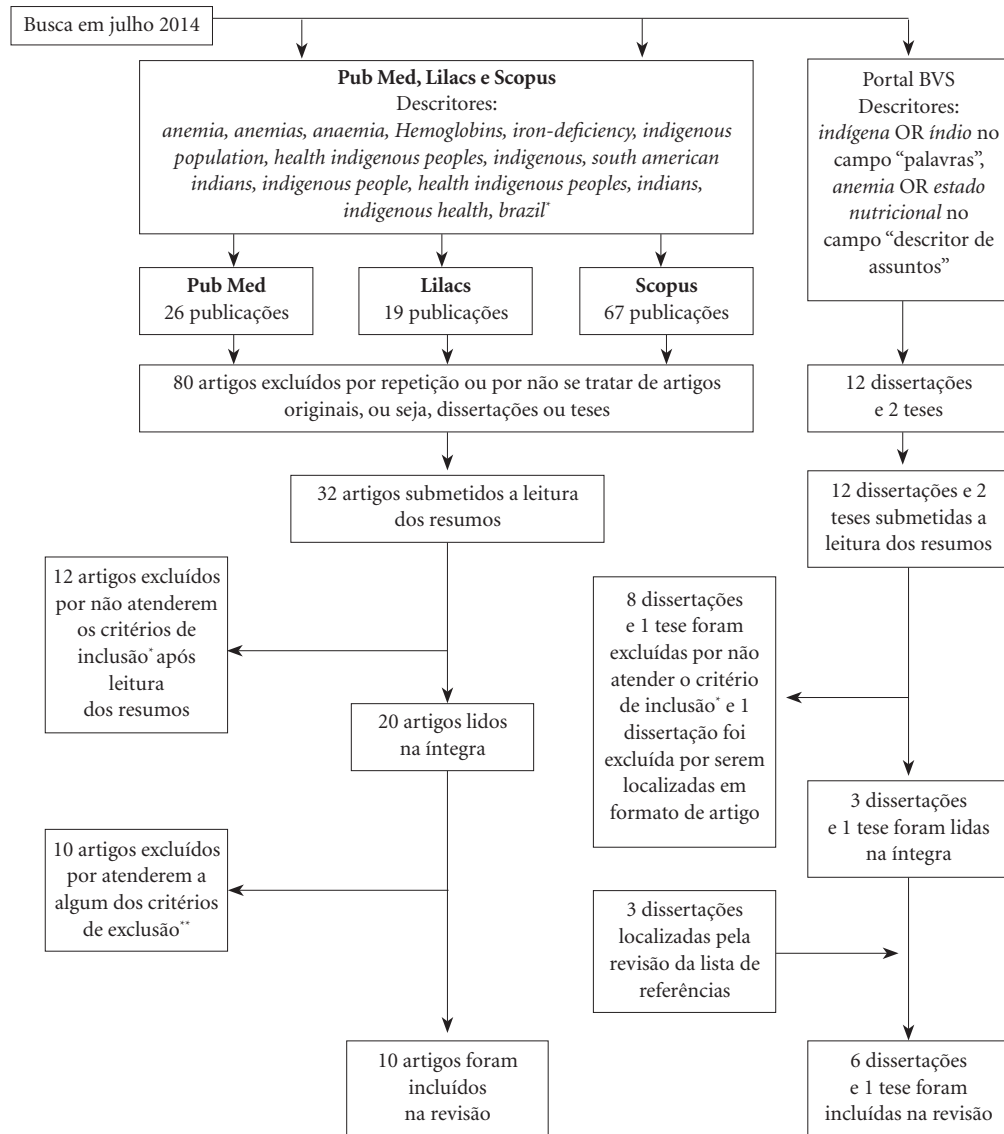 Busca em julho 2014
Pub Med, Lilacs e Scopus
Descritores:
anemia, anemias, anaemia, Hemoglobins, iron-deficiency, indigenous
population, health indigenous peoples, indigenous, south american
indians, indigenous people, health indigenous peoples, indians,
indigenous health, brazil*
Portal BVS
Descritores:
indígena OR índio no
campo “palavras”,
anemia OR estado
nutricional no
campo “descritor de
assuntos”
Pub Med
26 publicações
Lilacs
19 publicações
Scopus
67 publicações
80 artigos excluídos por repetição ou por não se tratar de artigos
originais, ou seja, dissertações ou teses
12 dissertações
e 2 teses
32 artigos submetidos a leitura
dos resumos
12 dissertações e 2
teses submetidas a
leitura dos resumos
12 artigos excluídos
por não atenderem
os critérios de
inclusão* após
leitura
dos resumos
8 dissertações
e 1 tese foram
excluídas por não
atender o critério
de inclusão* e 1
dissertação foi
excluída por serem
localizadas em
formato de artigo
20 artigos lidos
na íntegra
3 dissertações
e 1 tese foram lidas
na íntegra
10 artigos excluídos
por atenderem a
algum dos critérios
de exclusão**
3 dissertações
localizadas pela
revisão da lista de
referências
10 artigos foram
incluídos
na revisão
6 dissertações
e 1 tese foram
incluídas na revisão